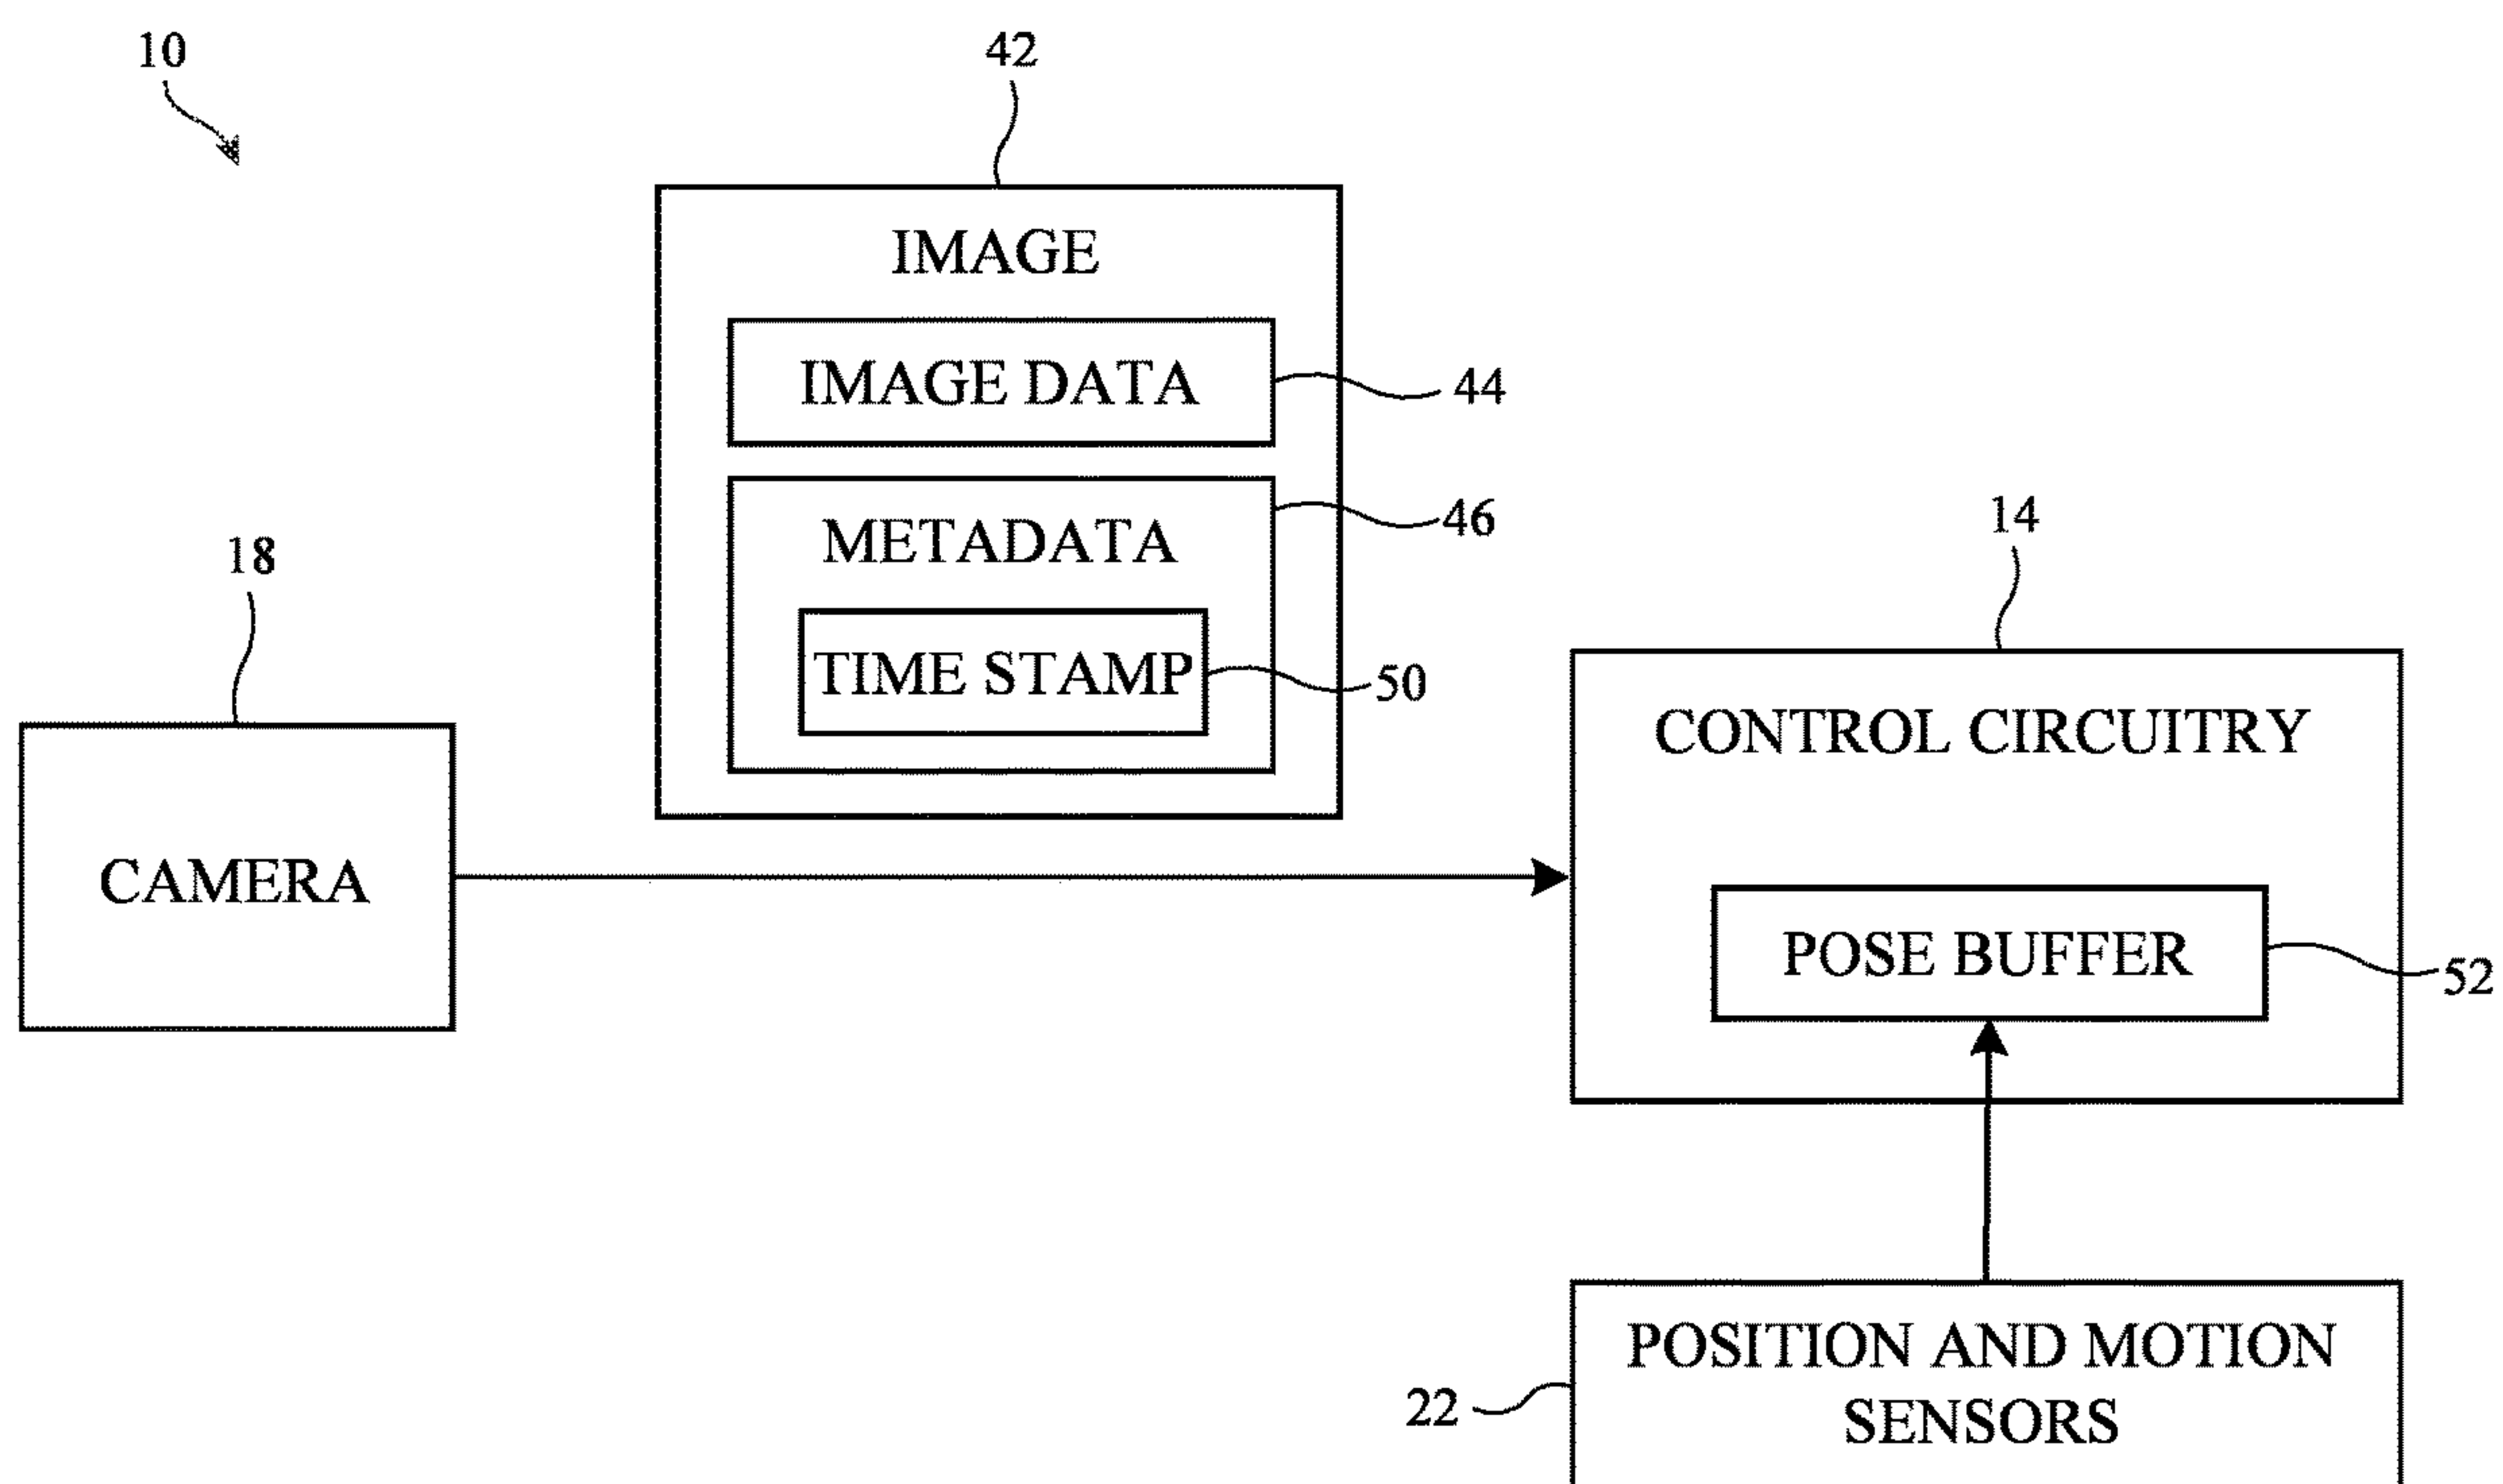 10
42
IMAGE
IMAGE DATA
44
METADATA
46
TIME STAMP
50
18
CAMERA
14
CONTROL CIRCUITRY
POSE BUFFER
52
POSITION AND MOTION
SENSORS
22